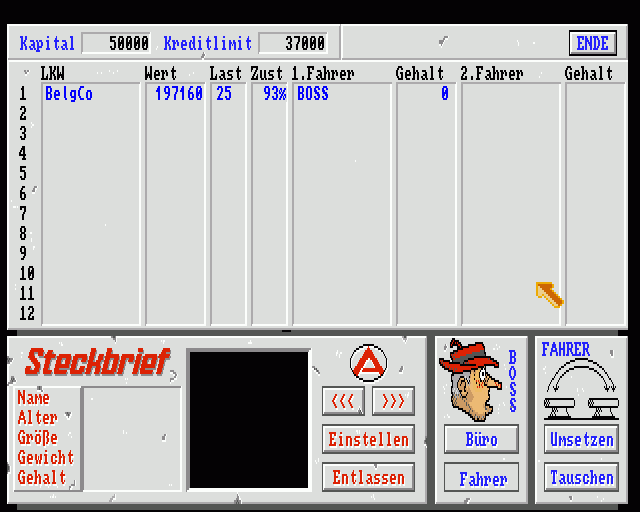 Kapital 50000 Kreditlimit 37000 ENDE
LKW Wert Last Zust 1.Fahrer Gehalt 2.Fahrer Gehalt
1 BelgCo 197160 25 93% BOSS 0
2
3
4
5
6
7
8
9
10
11
12
Steckbrief
Name
Alter
Größe
Gewicht
Gehalt
A
<<< >>>
Einstellen
Entlassen
BOSS
Büro
Fahrer
FAHRER
Umsetzen
Tauschen